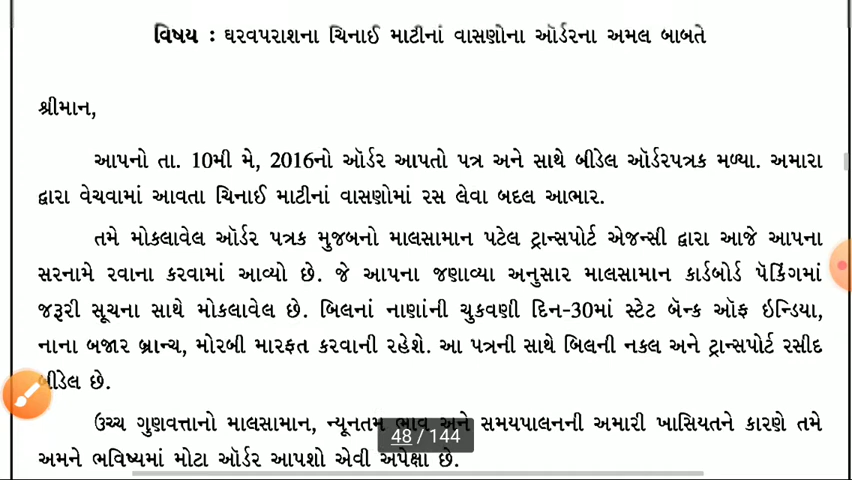 વિષય : ઘરવપરાશના ચિનાઈ માટીનાં વાસણોના ઑર્ડરના અમલ બાબતે
શ્રીમાન,
આપનો તા. 10મી મે, 2016નો ઑર્ડર આપતો પત્ર અને સાથે બીડેલ ઑર્ડરપત્રક મળ્યા. અમારા
દ્વારા વેચવામાં આવતા ચિનાઈ માટીનાં વાસણોમાં રસ લેવા બદલ આભાર.
તમે મોકલાવેલ ઑર્ડર પત્રક મુજબનો માલસામાન પટેલ ટ્રાન્સપોર્ટ એજન્સી દ્વારા આજે આપના
સરનામે રવાના કરવામાં આવ્યો છે. જે આપના જણાવ્યા અનુસાર માલસામાન કાર્ડબોર્ડ પૅકિંગમાં
જરૂરી સૂચના સાથે મોકલાવેલ છે. બિલનાં નાણાંની ચુકવણી દિન-30માં સ્ટેટ બૅન્ક ઑફ ઇન્ડિયા,
નાના બજાર બ્રાન્ચ, મોરબી મારફત કરવાની રહેશે. આ પત્રની સાથે બિલની નકલ અને ટ્રાન્સપોર્ટ રસીદ
બીડેલ છે.
ઉચ્ચ ગુણવત્તાનો માલસામાન, ન્યૂનતમ ભાવ અને સમયપાલનની અમારી ખાસિયતને કારણે તમે
અમને ભવિષ્યમાં મોટા ઑર્ડર આપશો એવી અપેક્ષા છે.
48 / 144